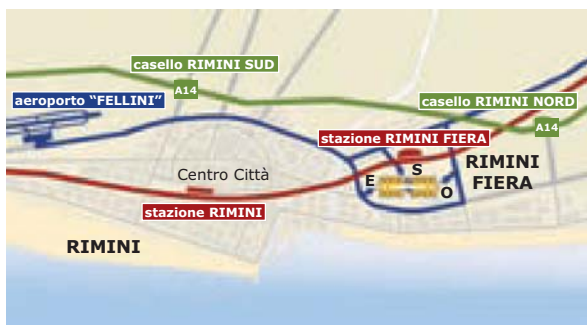 casello RIMINI SUD
A14
aeroporto “FELLINI”
casello RIMINI NORD
A14
stazione RIMINI FIERA
S
RIMINI
FIERA
E
O
Centro Città
stazione RIMINI
RIMINI